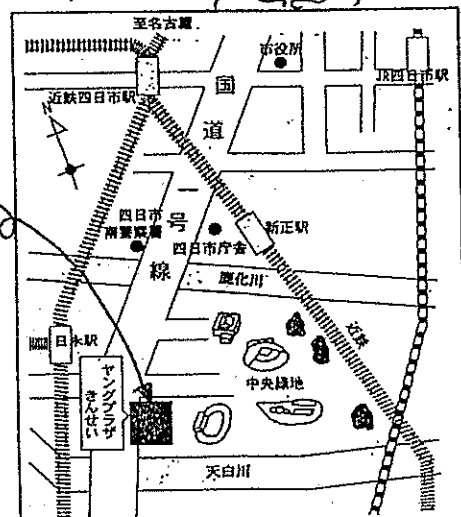 至名古屋
市役所
近鉄四日市駅
JR四日市駅
国道一号線
N
四日市
南警察署
四日市庁舎
新正駅
鹿化川
近鉄
日永駅
中央緑地
ヤングプラザ
きんせい
天白川